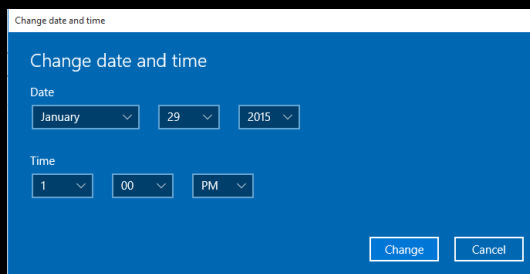 Change date and time
Change date and time
Date
January 29 2015
Time
1 00 PM
Change Cancel